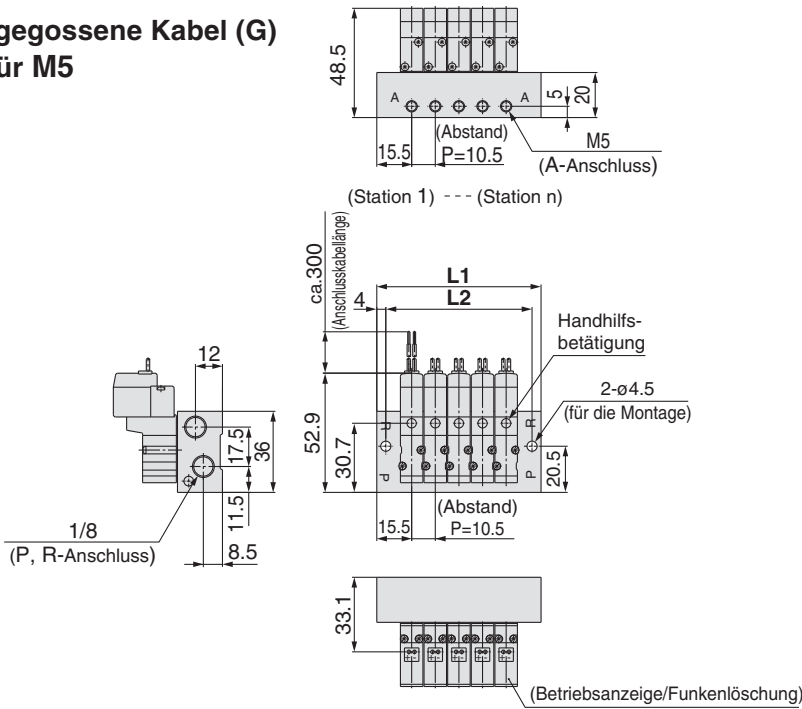 gegossene Kabel (G)
ür M5
48.5
A
A
5
20
(Abstand)
15.5
P=10.5
M5
(A-Anschluss)
(Station 1) --- (Station n)
ca.300
(Anschlusskabellänge)
L1
4
L2
Handhilfs-
betätigung
12
2-ø4.5
(für die Montage)
52.9
30.7
R
R
P
P
17.5
36
20.5
11.5
(Abstand)
15.5
P=10.5
1/8
(P, R-Anschluss)
8.5
33.1
(Betriebsanzeige/Funkenlöschung)